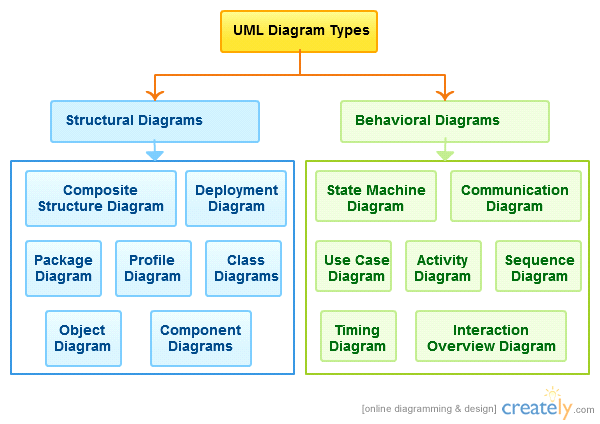 UML Diagram Types
Structural Diagrams
Behavioral Diagrams
Composite
Structure Diagram
Deployment
Diagram
Package
Diagram
Profile
Diagram
Class
Diagrams
Object
Diagram
Component
Diagrams
State Machine
Diagram
Communication
Diagram
Use Case
Diagram
Activity
Diagram
Sequence
Diagram
Timing
Diagram
Interaction
Overview Diagram
[online diagramming & design] creately.com